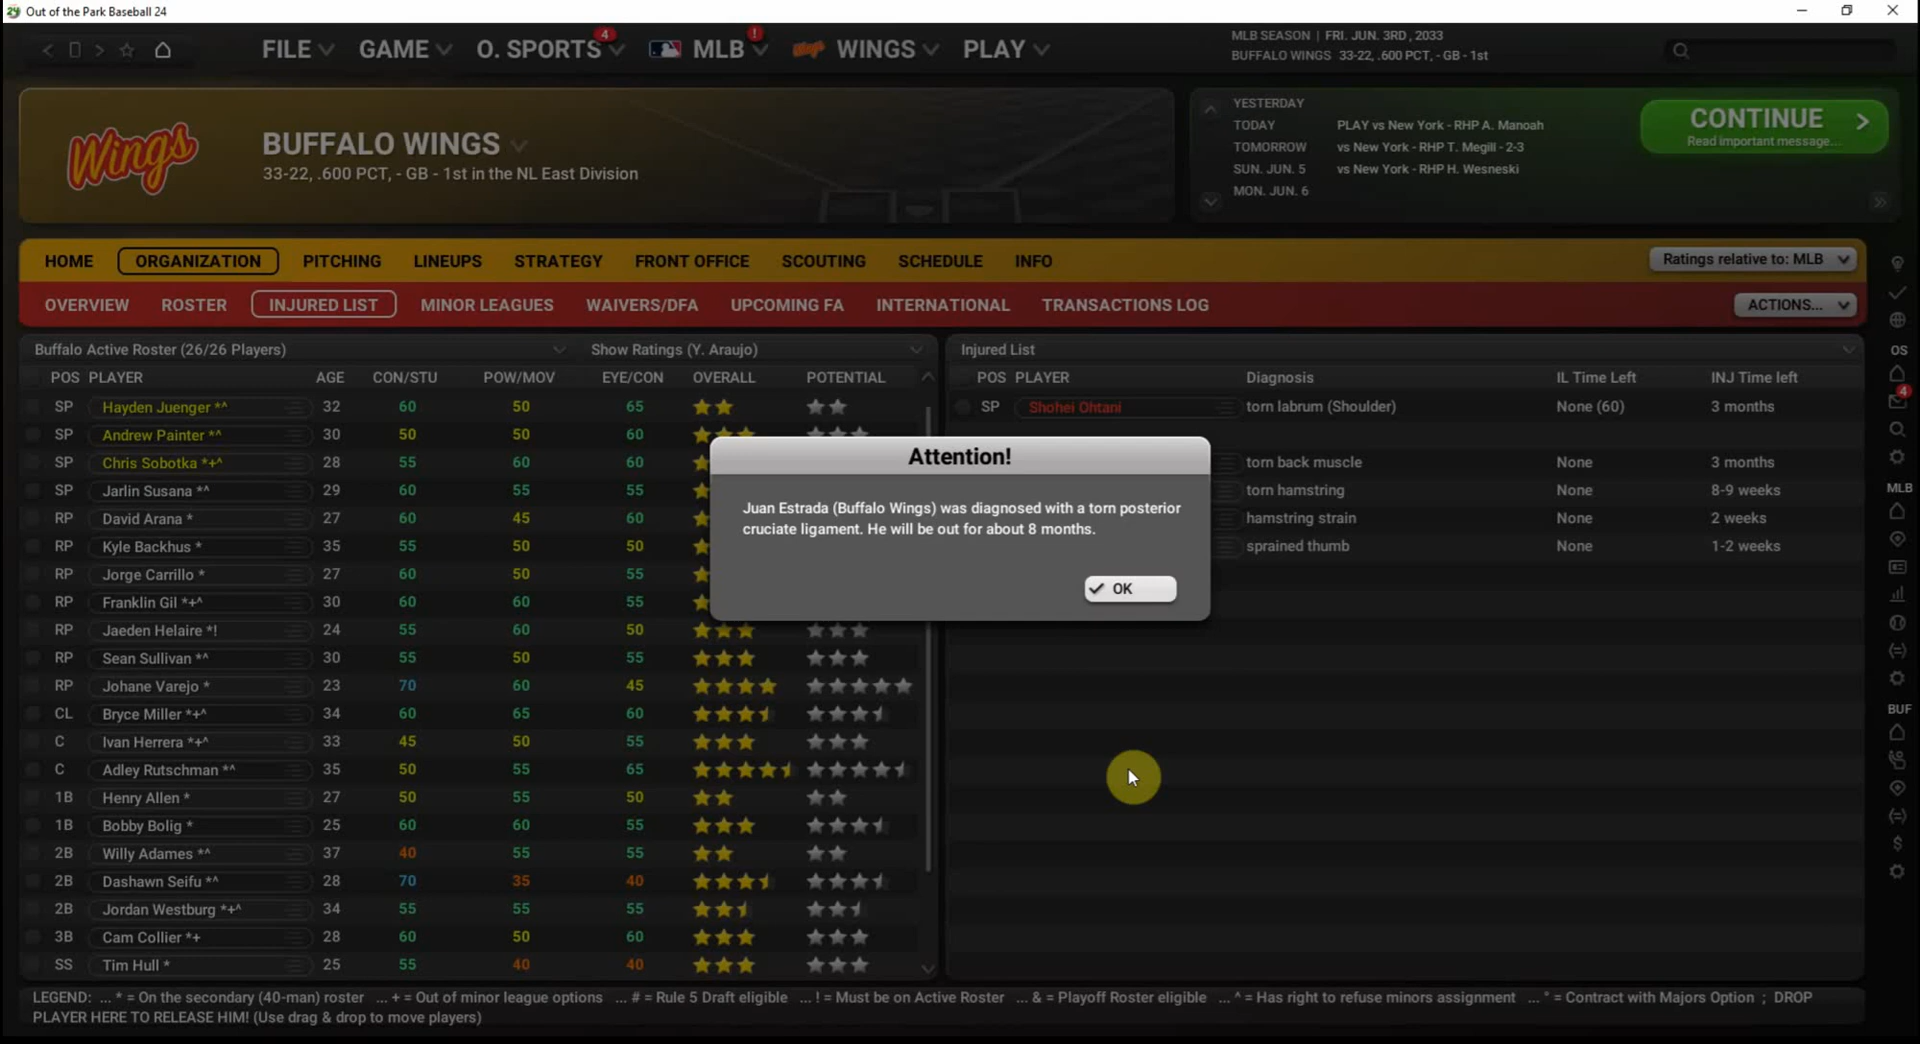 Out of the Park Baseball 24
FILE GAME O. SPORTS 4 MLB ! WINGS PLAY
MLB SEASON | FRI. JUN. 3RD , 2033
BUFFALO WINGS 33-22, .600 PCT, - GB - 1st
Wings
BUFFALO WINGS
33-22, .600 PCT, - GB - 1st in the NL East Division
YESTERDAY
TODAY PLAY vs New York - RHP A. Manoah
TOMORROW vs New York - RHP T. Megill - 2-3
SUN. JUN. 5 vs New York - RHP H. Wesneski
MON. JUN. 6
CONTINUE
Read important message...
HOME ORGANIZATION PITCHING LINEUPS STRATEGY FRONT OFFICE SCOUTING SCHEDULE INFO
Ratings relative to: MLB
OVERVIEW ROSTER INJURED LIST MINOR LEAGUES WAIVERS/DFA UPCOMING FA INTERNATIONAL TRANSACTIONS LOG
ACTIONS...
Buffalo Active Roster (26/26 Players) Show Ratings (Y. Araujo)
POS PLAYER AGE CON/STU POW/MOV EYE/CON OVERALL POTENTIAL
SP Hayden Juenger *^ 32 60 50 65
SP Andrew Painter *^ 30 50 50 60
SP Chris Sobotka *+^ 28 55 60 60
SP Jarlin Susana *^ 29 60 55 55
RP David Arana * 27 60 45 60
RP Kyle Backhus * 35 55 50 50
RP Jorge Carrillo * 27 60 50 55
RP Franklin Gil *+^ 30 60 60 55
RP Jaeden Helaire *! 24 55 60 50
RP Sean Sullivan *^ 30 55 50 55
RP Johane Varejo * 23 70 60 45
CL Bryce Miller *+^ 34 60 65 60
C Ivan Herrera *+^ 33 45 50 55
C Adley Rutschman *^ 35 50 55 65
1B Henry Allen * 27 50 55 50
1B Bobby Bolig * 25 60 60 55
2B Willy Adames *^ 37 40 55 55
2B Dashawn Seifu *^ 28 70 35 40
2B Jordan Westburg *+^ 34 55 55 55
3B Cam Collier *+ 28 60 50 60
SS Tim Hull * 25 55 40 40
Injured List
POS PLAYER Diagnosis IL Time Left INJ Time left
SP Shohei Ohtani torn labrum (Shoulder) None (60) 3 months
torn back muscle None 3 months
torn hamstring None 8-9 weeks
hamstring strain None 2 weeks
sprained thumb None 1-2 weeks
Attention!
Juan Estrada (Buffalo Wings) was diagnosed with a torn posterior
cruciate ligament. He will be out for about 8 months.
OK
OS
4
MLB
BUF
LEGEND: ... * = On the secondary (40-man) roster ... + = Out of minor league options ... # = Rule 5 Draft eligible ... ! = Must be on Active Roster ... & = Playoff Roster eligible ... ^ = Has right to refuse minors assignment ... ° = Contract with Majors Option ; DROP
PLAYER HERE TO RELEASE HIM! (Use drag & drop to move players)